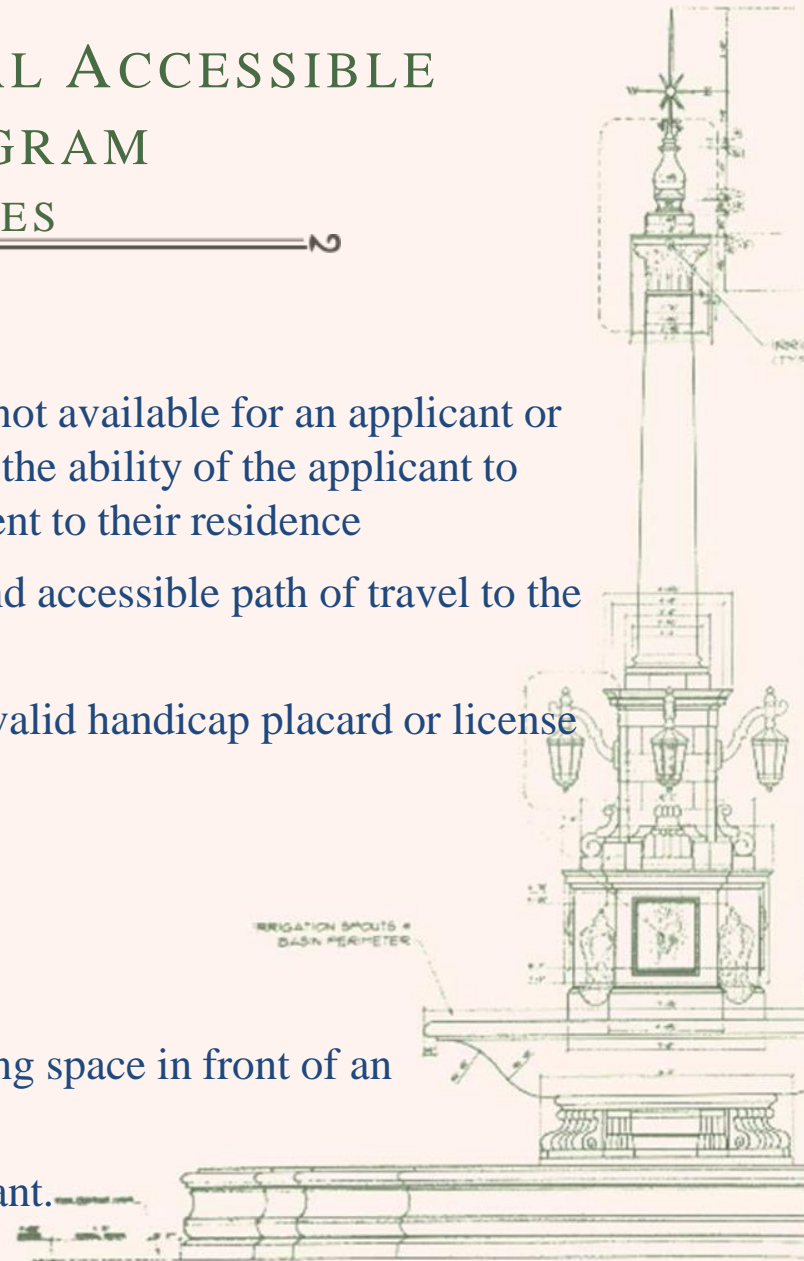 L ACCESSIBLE
GRAM
ES
W E
not available for an applicant or
the ability of the applicant to
ent to their residence
nd accessible path of travel to the
valid handicap placard or license
IRRIGATION SPOUTS @
BASIN PERIMETER
ng space in front of an
ant.